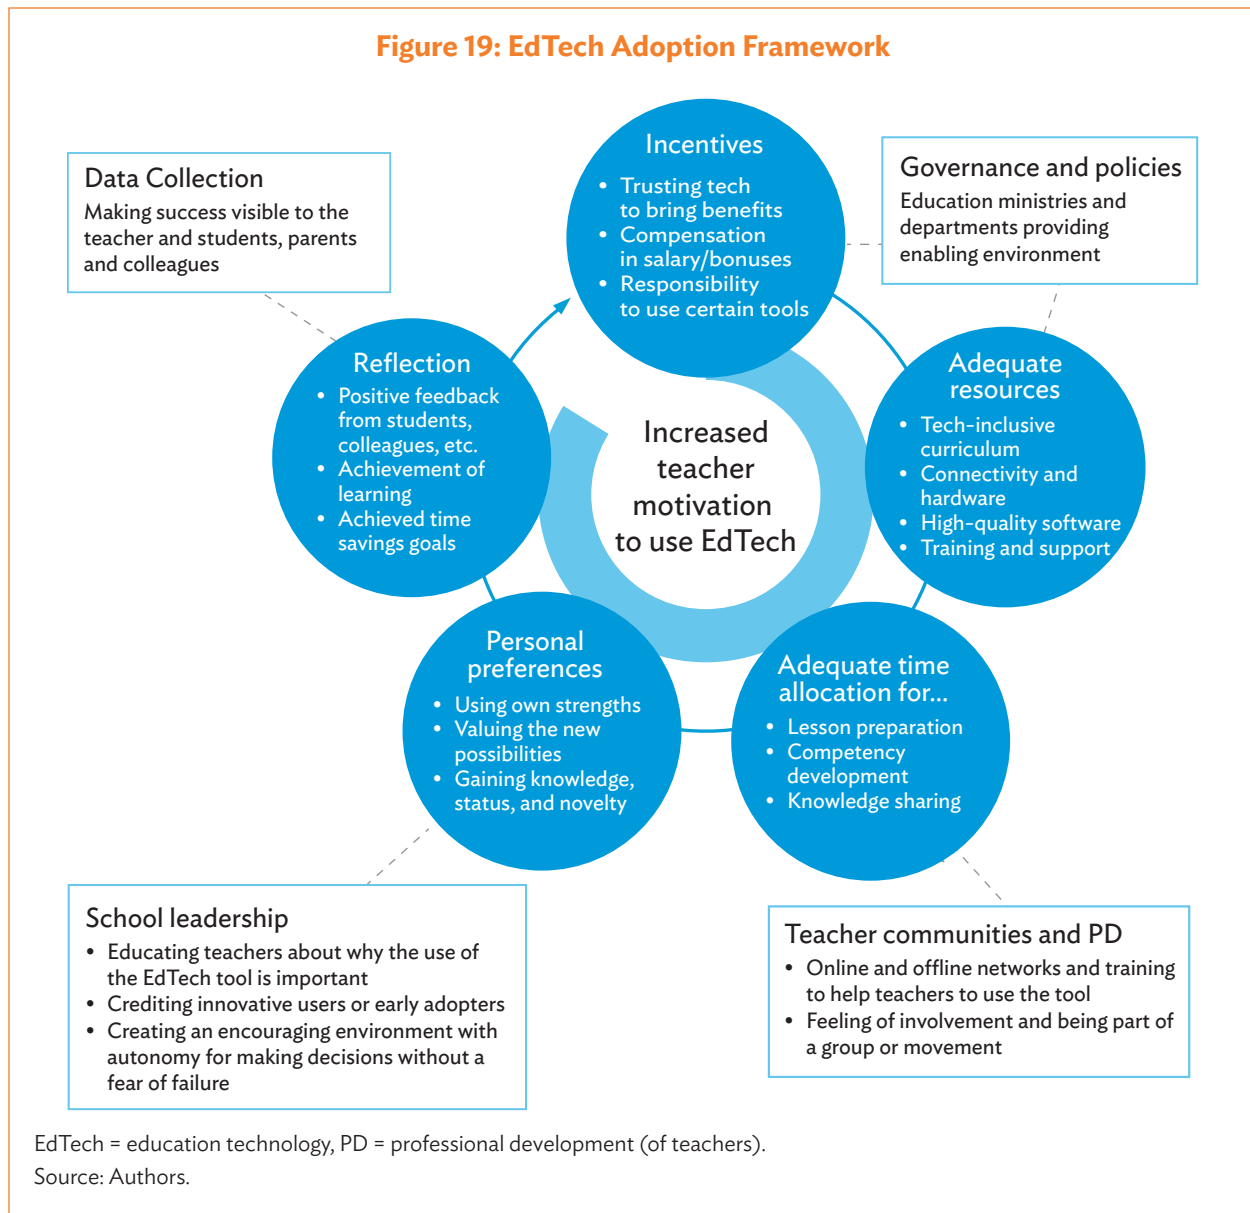 Figure 19: EdTech Adoption Framework
Incentives
• Trusting tech
to bring benefits
• Compensation
in salary/bonuses
• Responsibility
to use certain tools
Governance and policies
Education ministries and
departments providing
enabling environment
Data Collection
Making success visible to the
teacher and students, parents
and colleagues
Reflection
• Positive feedback
from students,
colleagues, etc.
• Achievement of
learning
• Achieved time
savings goals
Increased
teacher
motivation
to use EdTech
Adequate
resources
• Tech-inclusive
curriculum
• Connectivity and
hardware
• High-quality software
• Training and support
Personal
preferences
• Using own strengths
• Valuing the new
possibilities
• Gaining knowledge,
status, and novelty
Adequate time
allocation for...
• Lesson preparation
• Competency
development
• Knowledge sharing
School leadership
• Educating teachers about why the use of
the EdTech tool is important
• Crediting innovative users or early adopters
• Creating an encouraging environment with
autonomy for making decisions without a
fear of failure
Teacher communities and PD
• Online and offline networks and training
to help teachers to use the tool
• Feeling of involvement and being part of
a group or movement
EdTech = education technology, PD = professional development (of teachers).
Source: Authors.